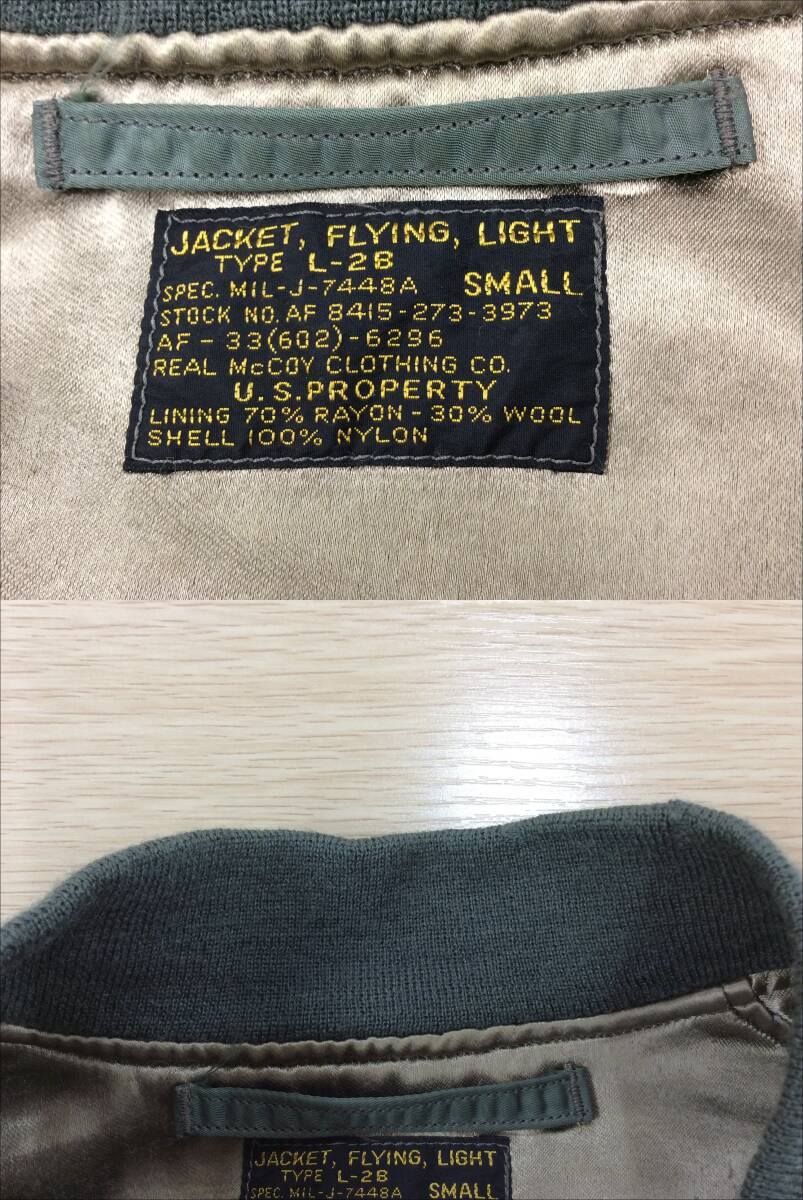 JACKET, FLYING, LIGHT
TYPE L-2B
SPEC. MIL-J-7448A SMALL
STOCK NO. AF 8415-273-3973
AF-33(602)-6296
REAL McCOY CLOTHING CO.
U.S. PROPERTY
LINING 70% RAYON-30% WOOL
SHELL 100% NYLON
JACKET, FLYING, LIGHT
TYPE L-2B
SPEC. MIL-J-7448A SMALL